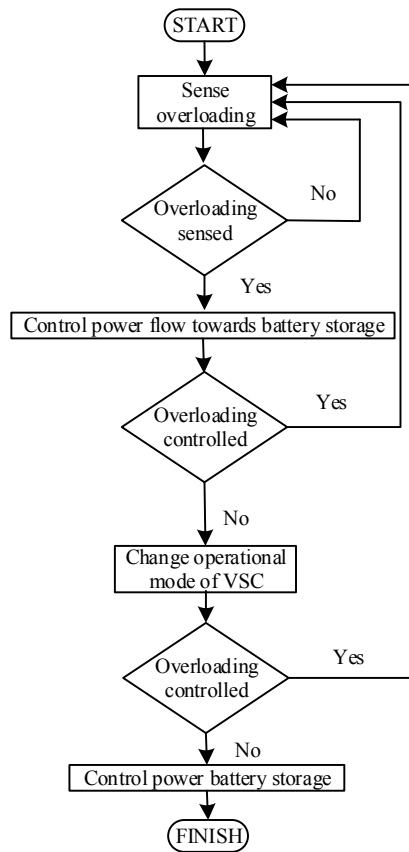 START
Sense
overloading
No
Overloading
sensed
Yes
Control power flow towards battery storage
Yes
Overloading
controlled
No
Change operational
mode of VSC
Yes
Overloading
controlled
No
Control power battery storage
FINISH